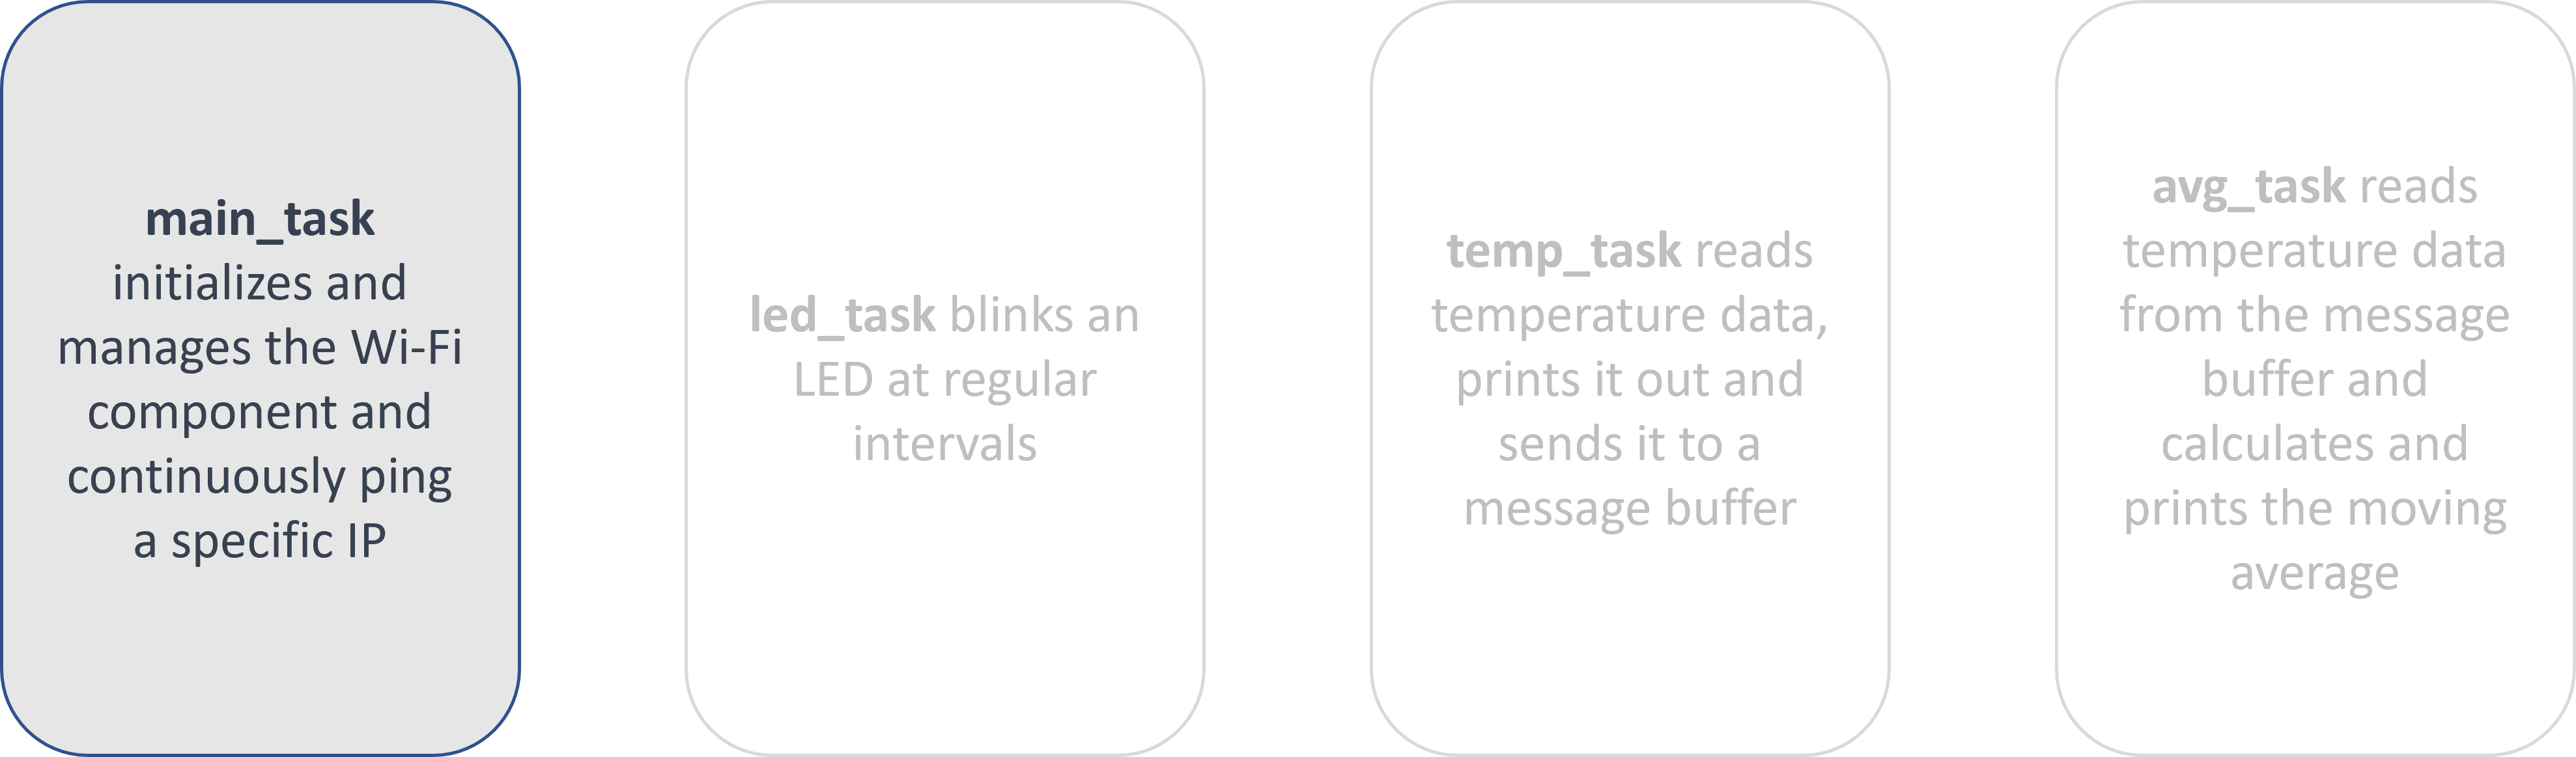 main_task
initializes and
manages the Wi-Fi
component and
continuously ping
a specific IP
led_task blinks an
LED at regular
intervals
temp_task reads
temperature data,
prints it out and
sends it to a
message buffer
avg_task reads
temperature data
from the message
buffer and
calculates and
prints the moving
average